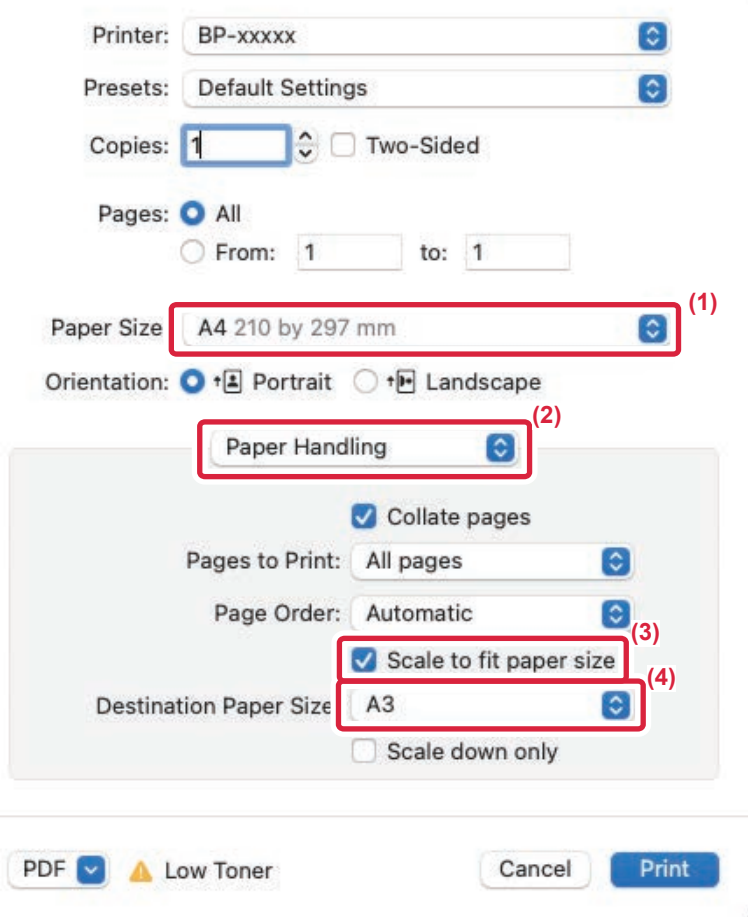 Printer: BP-xxxxx
Presets: Default Settings
Copies: 1 Two-Sided
Pages: All
From: 1 to: 1
(1)
Paper Size A4 210 by 297 mm
Orientation: Portrait Landscape
(2)
Paper Handling
Collate pages
Pages to Print: All pages
Page Order: Automatic
(3)
Scale to fit paper size
(4)
Destination Paper Size A3
Scale down only
PDF Low Toner Cancel Print